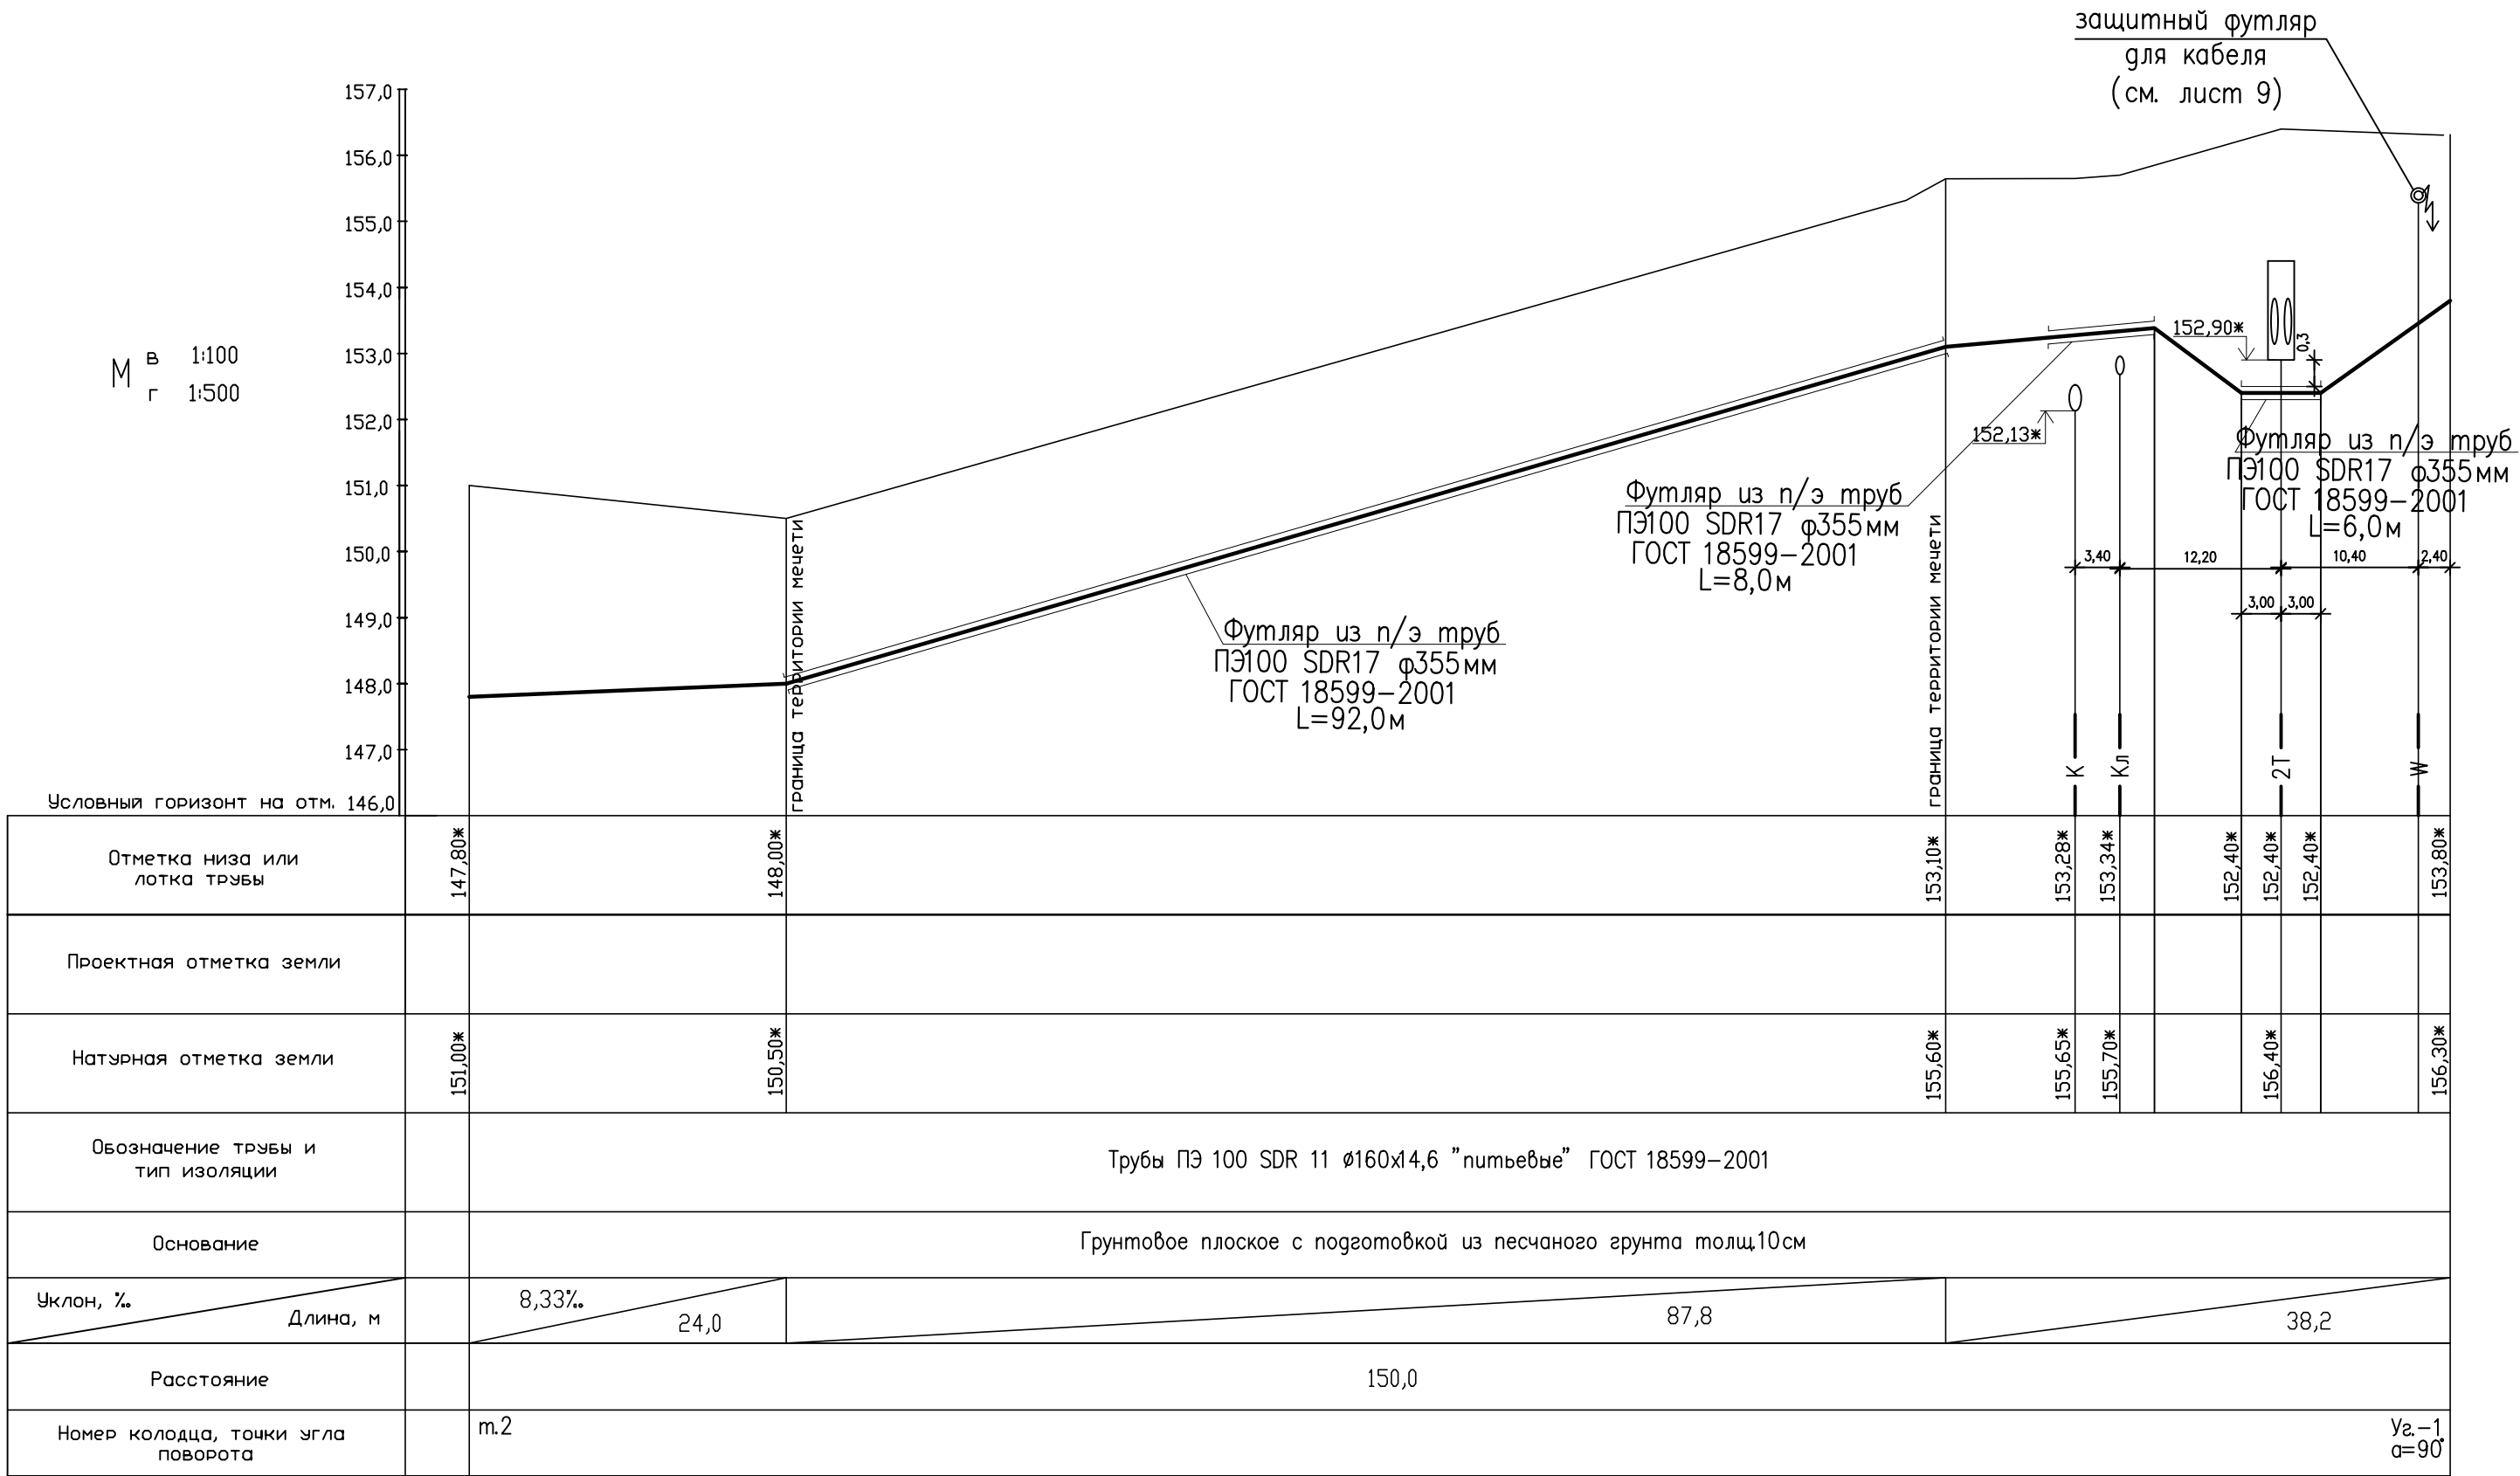 защитный футляр
для кабеля
(см. лист 9)
157,0
156,0
155,0
154,0
153,0
152,0
151,0
150,0
149,0
148,0
147,0
Условный горизонт на отм. 146,0
М в 1:100
г 1:500
152,90*
0,3
152,13*
Футляр из п/э труб
ПЭ100 SDR17 ф355мм
ГОСТ 18599-2001
L=6,0м
Футляр из п/э труб
ПЭ100 SDR17 ф355мм
ГОСТ 18599-2001
L=8,0м
Футляр из п/э труб
ПЭ100 SDR17 ф355мм
ГОСТ 18599-2001
L=92,0м
граница территории мечети
граница территории мечети
3,40 12,20 10,40 2,40
3,00 3,00
К Кл 2Т W
Отметка низа или
лотка трубы
147,80* 148,00* 153,10* 153,28* 153,34* 152,40* 152,40* 152,40* 153,80*
Проектная отметка земли
Натурная отметка земли
151,00* 150,50* 155,60* 155,65* 155,70* 156,40* 156,30*
Обозначение трубы и
тип изоляции
Трубы ПЭ 100 SDR 11 ø160х14,6 "питьевые" ГОСТ 18599-2001
Основание
Грунтовое плоское с подготовкой из песчаного грунта толщ.10см
Уклон, ‰
Длина, м
8,33‰
24,0
87,8
38,2
Расстояние
150,0
Номер колодца, точки угла
поворота
т.2
Уг.-1
а=90°